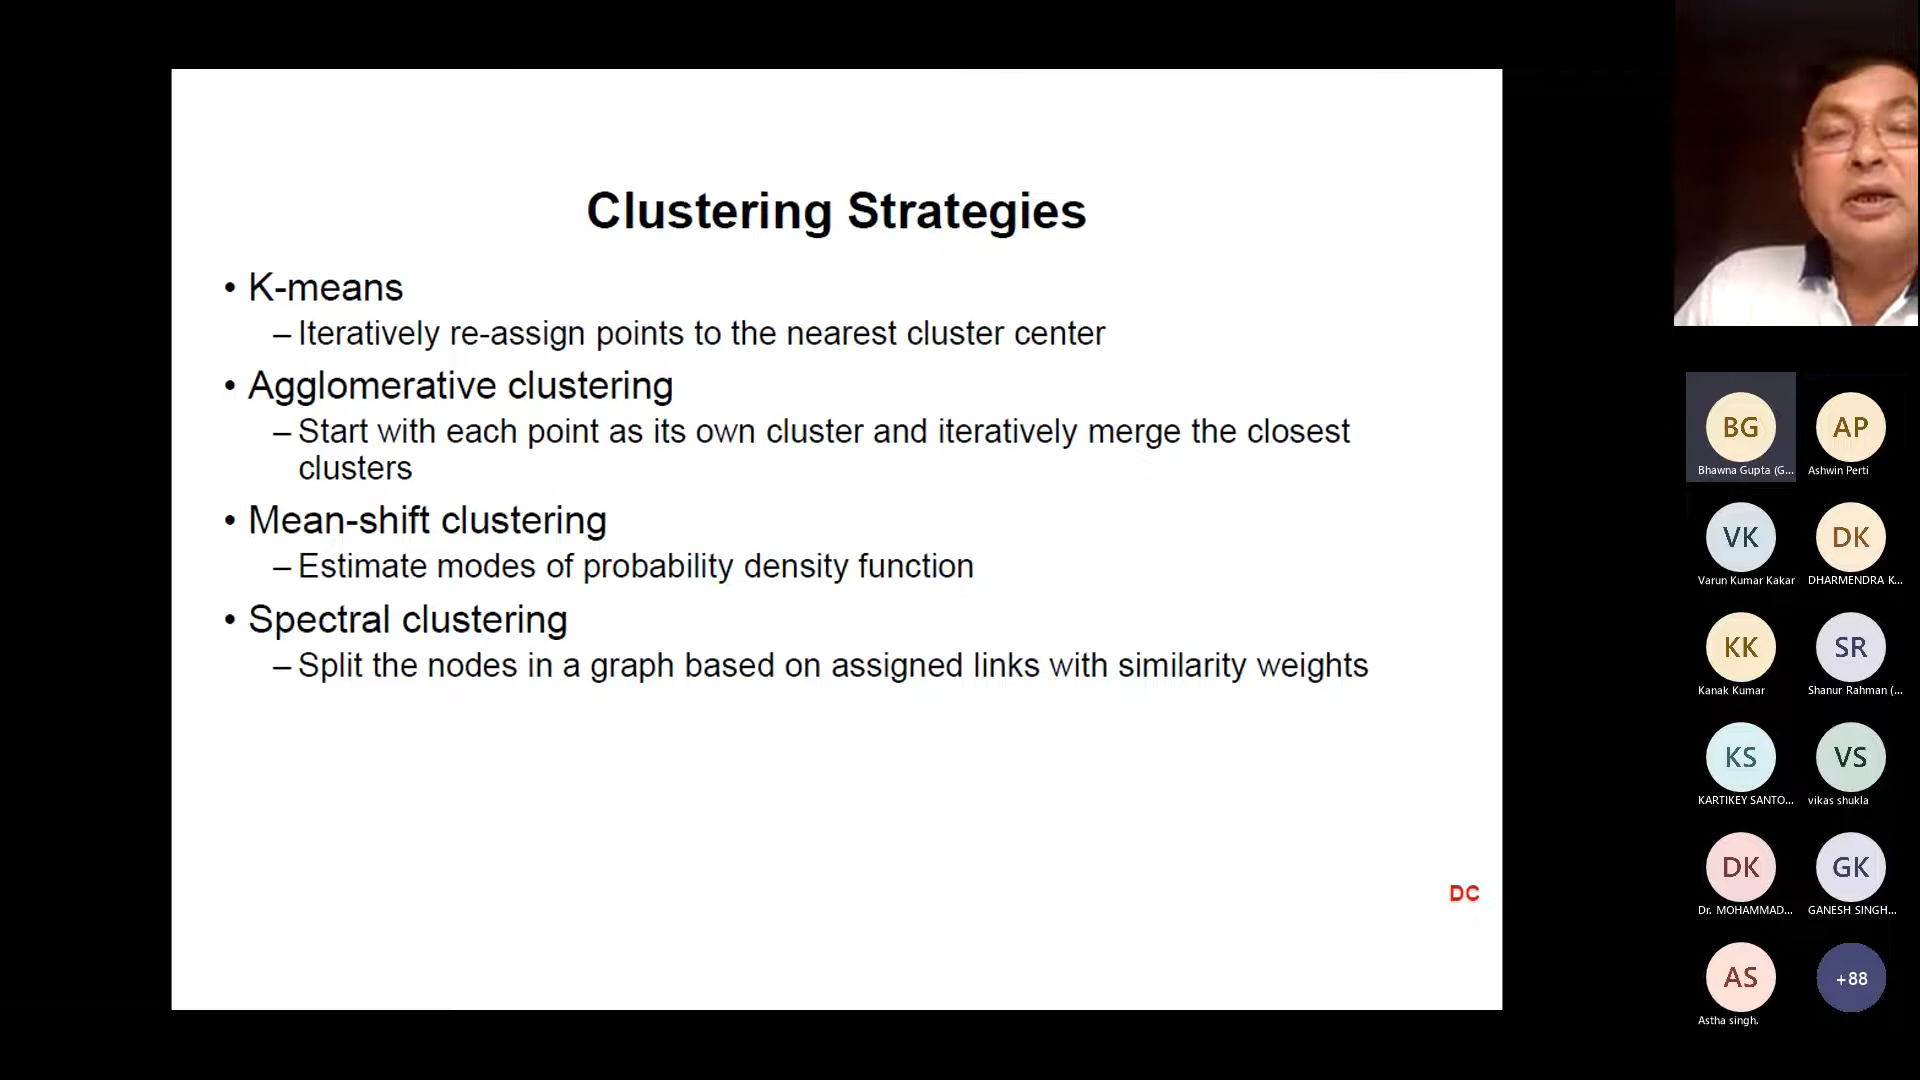 Clustering Strategies
• K-means
– Iteratively re-assign points to the nearest cluster center
• Agglomerative clustering
– Start with each point as its own cluster and iteratively merge the closest
clusters
• Mean-shift clustering
– Estimate modes of probability density function
• Spectral clustering
– Split the nodes in a graph based on assigned links with similarity weights
DC
BG AP
Bhawna Gupta (G... Ashwin Perti
VK DK
Varun Kumar Kakar DHARMENDRA K...
KK SR
Kanak Kumar Shanur Rahman (...
KS VS
KARTIKEY SANTO... vikas shukla
DK GK
Dr. MOHAMMAD... GANESH SINGH...
AS +88
Astha singh.